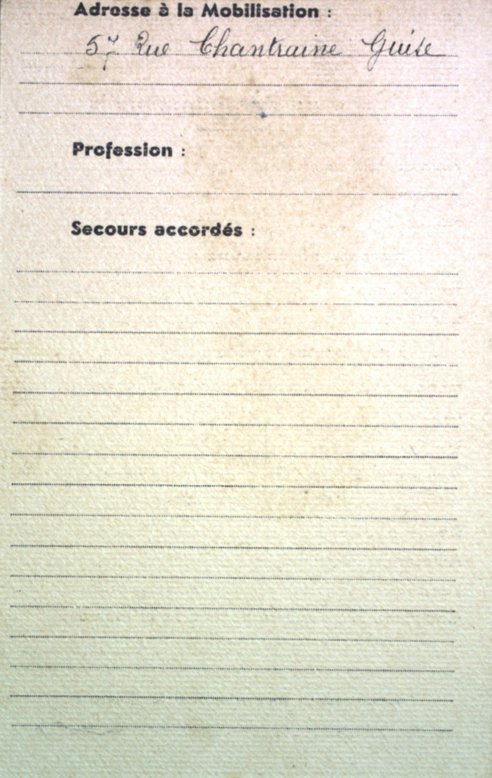 Adresse à la Mobilisation :
57 Rue Chantraine Guise
Profession :
Secours accordés :